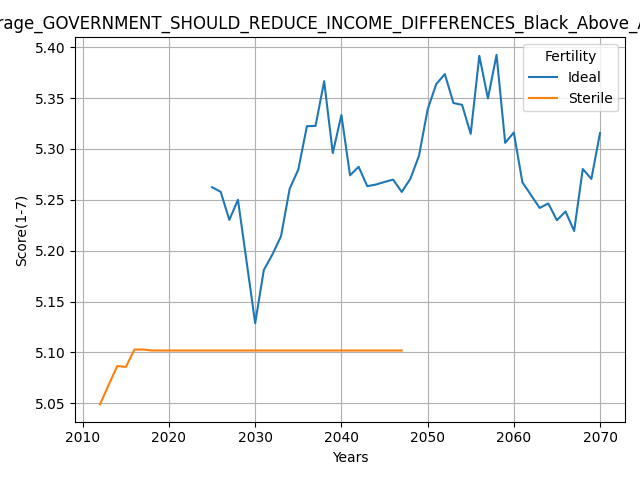 rage_GOVERNMENT_SHOULD_REDUCE_INCOME_DIFFERENCES_Black_Above_A
5.40
5.35
5.30
5.25
5.20
5.15
5.10
5.05
Score(1-7)
Fertility
Ideal
Sterile
2010 2020 2030 2040 2050 2060 2070
Years